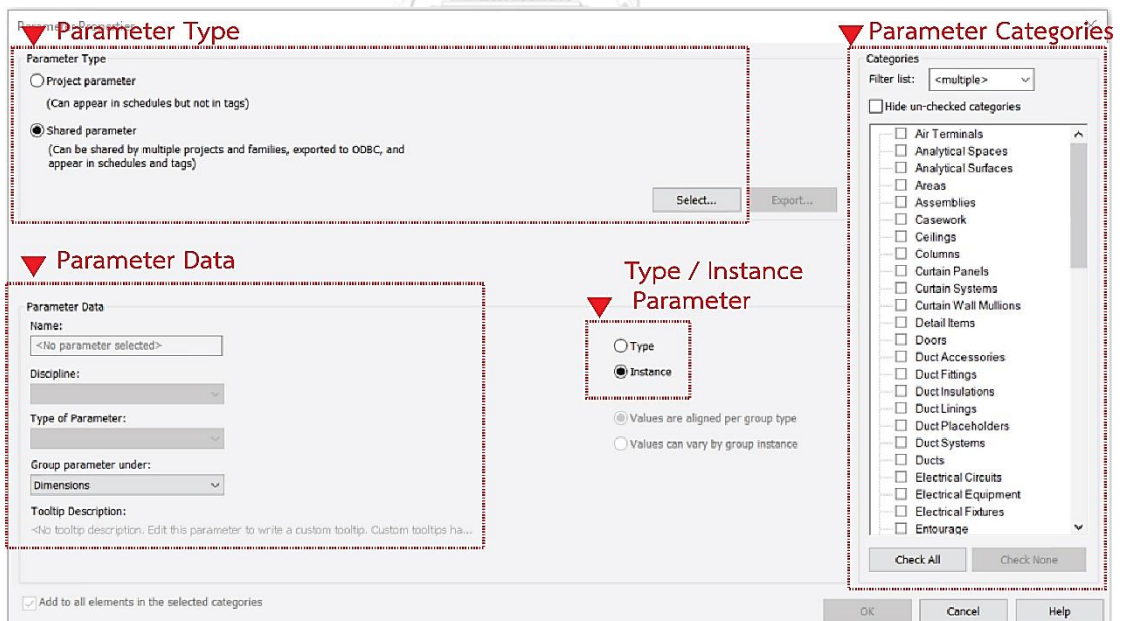 Parameter Properties
Parameter Type
Parameter Type
Project parameter
(Can appear in schedules but not in tags)
Shared parameter
(Can be shared by multiple projects and families, exported to ODBC, and
appear in schedules and tags)
Select...
Export...
Parameter Data
Parameter Data
Name:
<No parameter selected>
Discipline:
Type of Parameter:
Group parameter under:
Dimensions
Tooltip Description:
<No tooltip description. Edit this parameter to write a custom tooltip. Custom tooltips ha...
Type / Instance
Parameter
Type
Instance
Values are aligned per group type
Values can vary by group instance
Parameter Categories
Categories
Filter list:
<multiple>
Hide un-checked categories
Air Terminals
Analytical Spaces
Analytical Surfaces
Areas
Assemblies
Casework
Ceilings
Columns
Curtain Panels
Curtain Systems
Curtain Wall Mullions
Detail Items
Doors
Duct Accessories
Duct Fittings
Duct Insulations
Duct Linings
Duct Placeholders
Duct Systems
Ducts
Electrical Circuits
Electrical Equipment
Electrical Fixtures
Entourage
Check All
Check None
Add to all elements in the selected categories
OK
Cancel
Help